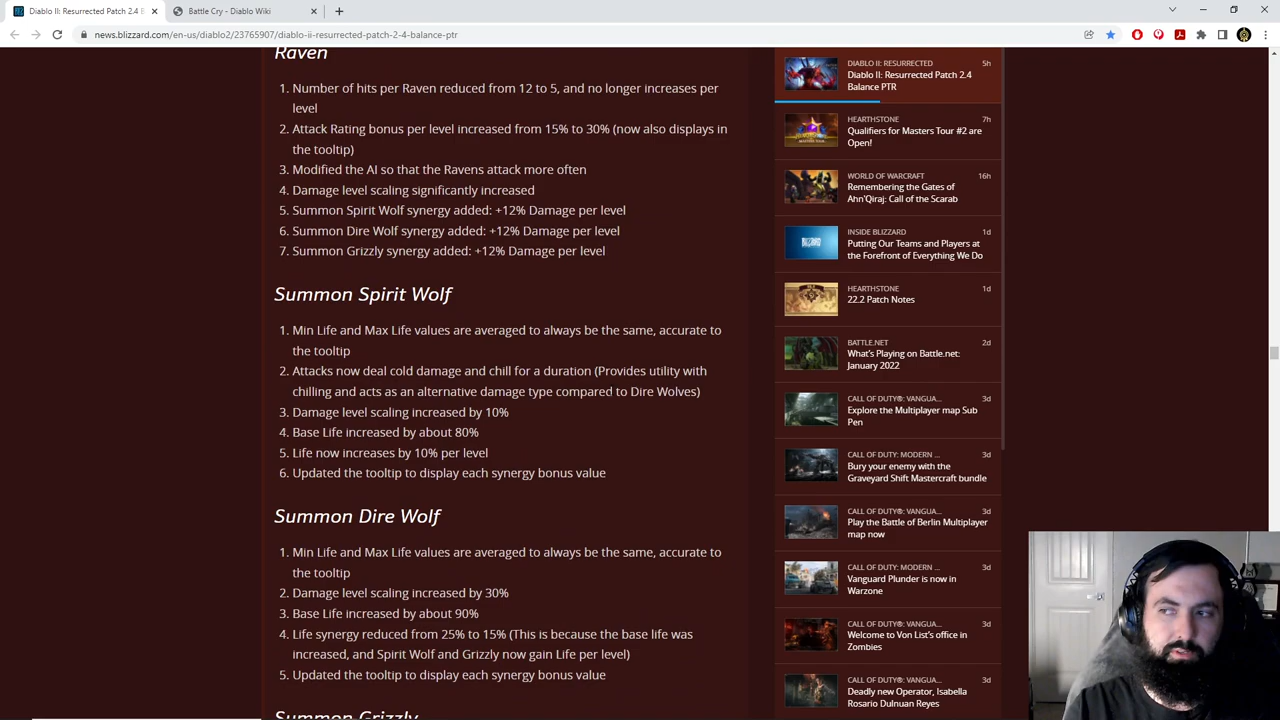 Diablo II: Resurrected Patch 2.4 B
Battle Cry - Diablo Wiki
news.blizzard.com/en-us/diablo2/23765907/diablo-ii-resurrected-patch-2-4-balance-ptr
Raven
1. Number of hits per Raven reduced from 12 to 5, and no longer increases per
level
2. Attack Rating bonus per level increased from 15% to 30% (now also displays in
the tooltip)
3. Modified the AI so that the Ravens attack more often
4. Damage level scaling significantly increased
5. Summon Spirit Wolf synergy added: +12% Damage per level
6. Summon Dire Wolf synergy added: +12% Damage per level
7. Summon Grizzly synergy added: +12% Damage per level
Summon Spirit Wolf
1. Min Life and Max Life values are averaged to always be the same, accurate to
the tooltip
2. Attacks now deal cold damage and chill for a duration (Provides utility with
chilling and acts as an alternative damage type compared to Dire Wolves)
3. Damage level scaling increased by 10%
4. Base Life increased by about 80%
5. Life now increases by 10% per level
6. Updated the tooltip to display each synergy bonus value
Summon Dire Wolf
1. Min Life and Max Life values are averaged to always be the same, accurate to
the tooltip
2. Damage level scaling increased by 30%
3. Base Life increased by about 90%
4. Life synergy reduced from 25% to 15% (This is because the base life was
increased, and Spirit Wolf and Grizzly now gain Life per level)
5. Updated the tooltip to display each synergy bonus value
Summon Grizzly
DIABLO II: RESURRECTED 5h
Diablo II: Resurrected Patch 2.4
Balance PTR
HEARTHSTONE 7h
Qualifiers for Masters Tour #2 are
Open!
WORLD OF WARCRAFT 16h
Remembering the Gates of
Ahn'Qiraj: Call of the Scarab
INSIDE BLIZZARD 1d
Putting Our Teams and Players at
the Forefront of Everything We Do
HEARTHSTONE 1d
22.2 Patch Notes
BATTLE.NET 2d
What's Playing on Battle.net:
January 2022
CALL OF DUTY®: VANGUA... 3d
Explore the Multiplayer map Sub
Pen
CALL OF DUTY: MODERN ... 3d
Bury your enemy with the
Graveyard Shift Mastercraft bundle
CALL OF DUTY®: VANGUA... 3d
Play the Battle of Berlin Multiplayer
map now
CALL OF DUTY: MODERN ... 3d
Vanguard Plunder is now in
Warzone
CALL OF DUTY®: VANGUA... 3d
Welcome to Von List's office in
Zombies
CALL OF DUTY®: VANGUA... 3d
Deadly new Operator, Isabella
Rosario Dulnuan Reyes